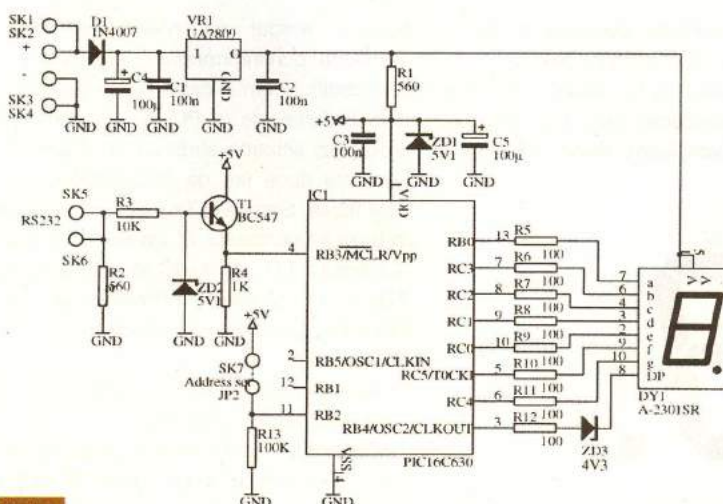 SK1
SK2
+
-
SK3
SK4
D1
1N4007
C4
100μ
C1
100n
VR1
UA7809
I
O
GND
C2
100n
R1
560
GND
GND
GND
GND
GND
+5V
C3
100n
ZD1
5V1
C5
100μ
GND
GND
GND
+5V
SK5
RS232
SK6
R3
10K
T1
BC547
R2
560
ZD2
5V1
R4
1K
GND
GND
GND
IC1
1
VDD
4
RB3/MCLR/Vpp
2
RB5/OSC1/CLKIN
12
RB1
11
RB2
VSS
14
GND
PIC16C630
+5V
SK7
JP2
R13
100K
GND
RB0 13 R5 100 7 a
RC3 7 R6 100 6 b
RC2 8 R7 100 4 c
RC1 9 R8 100 3 d
RC0 10 R9 100 2 e
RC5/T0CKI 5 R10 100 9 f
RC4 6 R11 100 10 g
RB4/OSC2/CLKOUT 3 R12 100 8 DP
ZD3
4V3
V V
DY1
A-2301SR